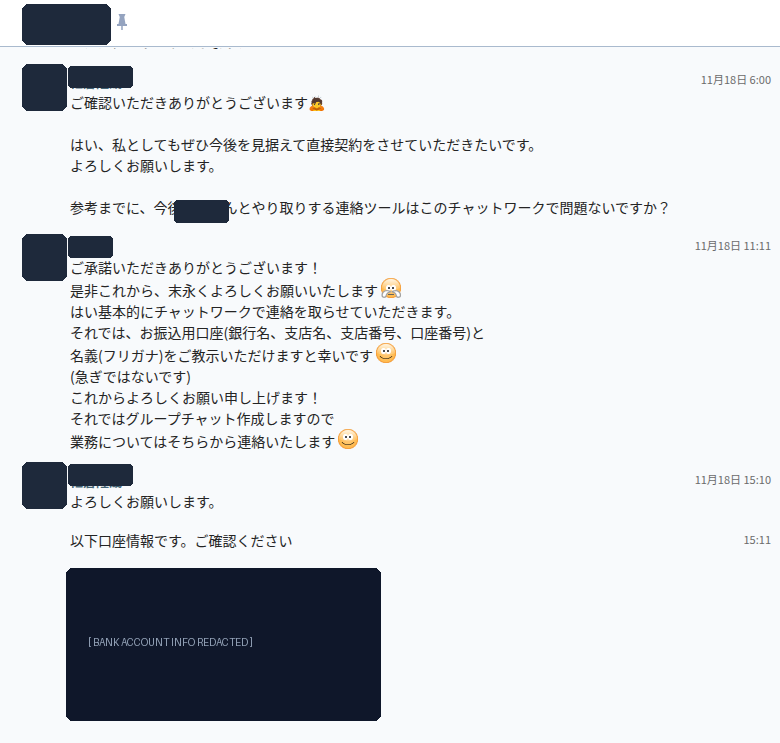 11月18日 6:00
ご確認いただきありがとうございます
はい、私としてもぜひ今後を見据えて直接契約をさせていただきたいです。
よろしくお願いします。
参考までに、今後 んとやり取りする連絡ツールはこのチャットワークで問題ないですか？
11月18日 11:11
ご承諾いただきありがとうございます！
是非これから、末永くよろしくお願いいたします
はい基本的にチャットワークで連絡を取らせていただきます。
それでは、お振込用口座(銀行名、支店名、支店番号、口座番号)と
名義(フリガナ)をご教示いただけますと幸いです
(急ぎではないです)
これからよろしくお願い申し上げます！
それではグループチャット作成しますので
業務についてはそちらから連絡いたします
11月18日 15:10
よろしくお願いします。
以下口座情報です。ご確認ください
15:11
[ BANK ACCOUNT INFO REDACTED ]